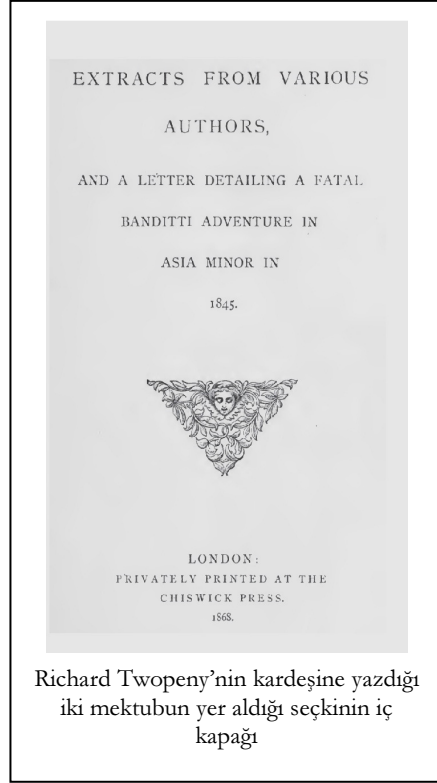 EXTRACTS FROM VARIOUS
AUTHORS,
AND A LETTER DETAILING A FATAL
BANDITTI ADVENTURE IN
ASIA MINOR IN
1845.
LONDON:
PRIVATELY PRINTED AT THE
CHISWICK PRESS.
1868.
Richard Twopeny’nin kardeşine yazdığı
iki mektubun yer aldığı seçkinin iç
kapağı